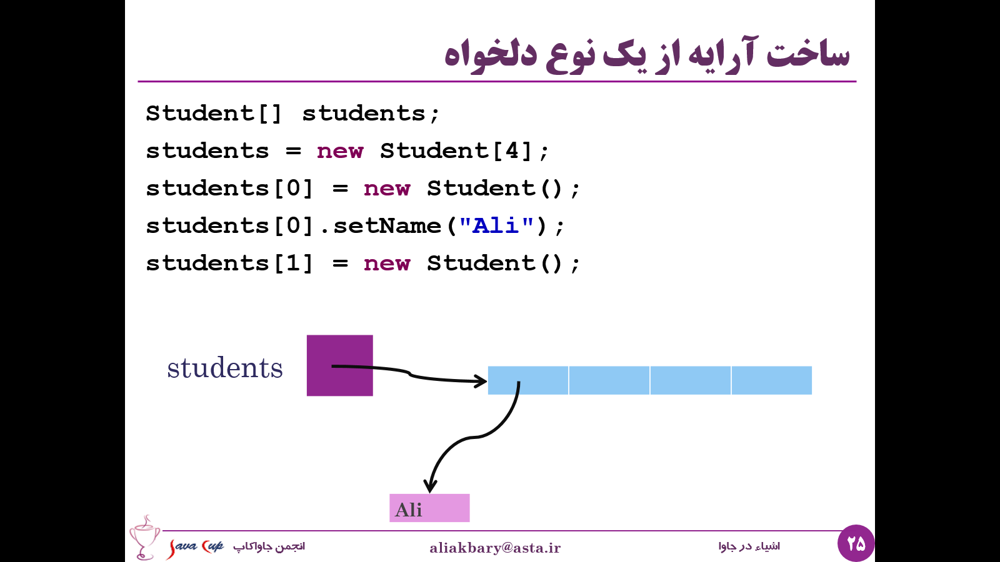 ساخت آرایه از یک نوع دلخواه
Student[] students;
students = new Student[4];
students[0] = new Student();
students[0].setName("Ali");
students[1] = new Student();
students
Ali
۲۵
اشیاء در جاوا
aliakbary@asta.ir
انجمن جاواکاپ
Java Cup